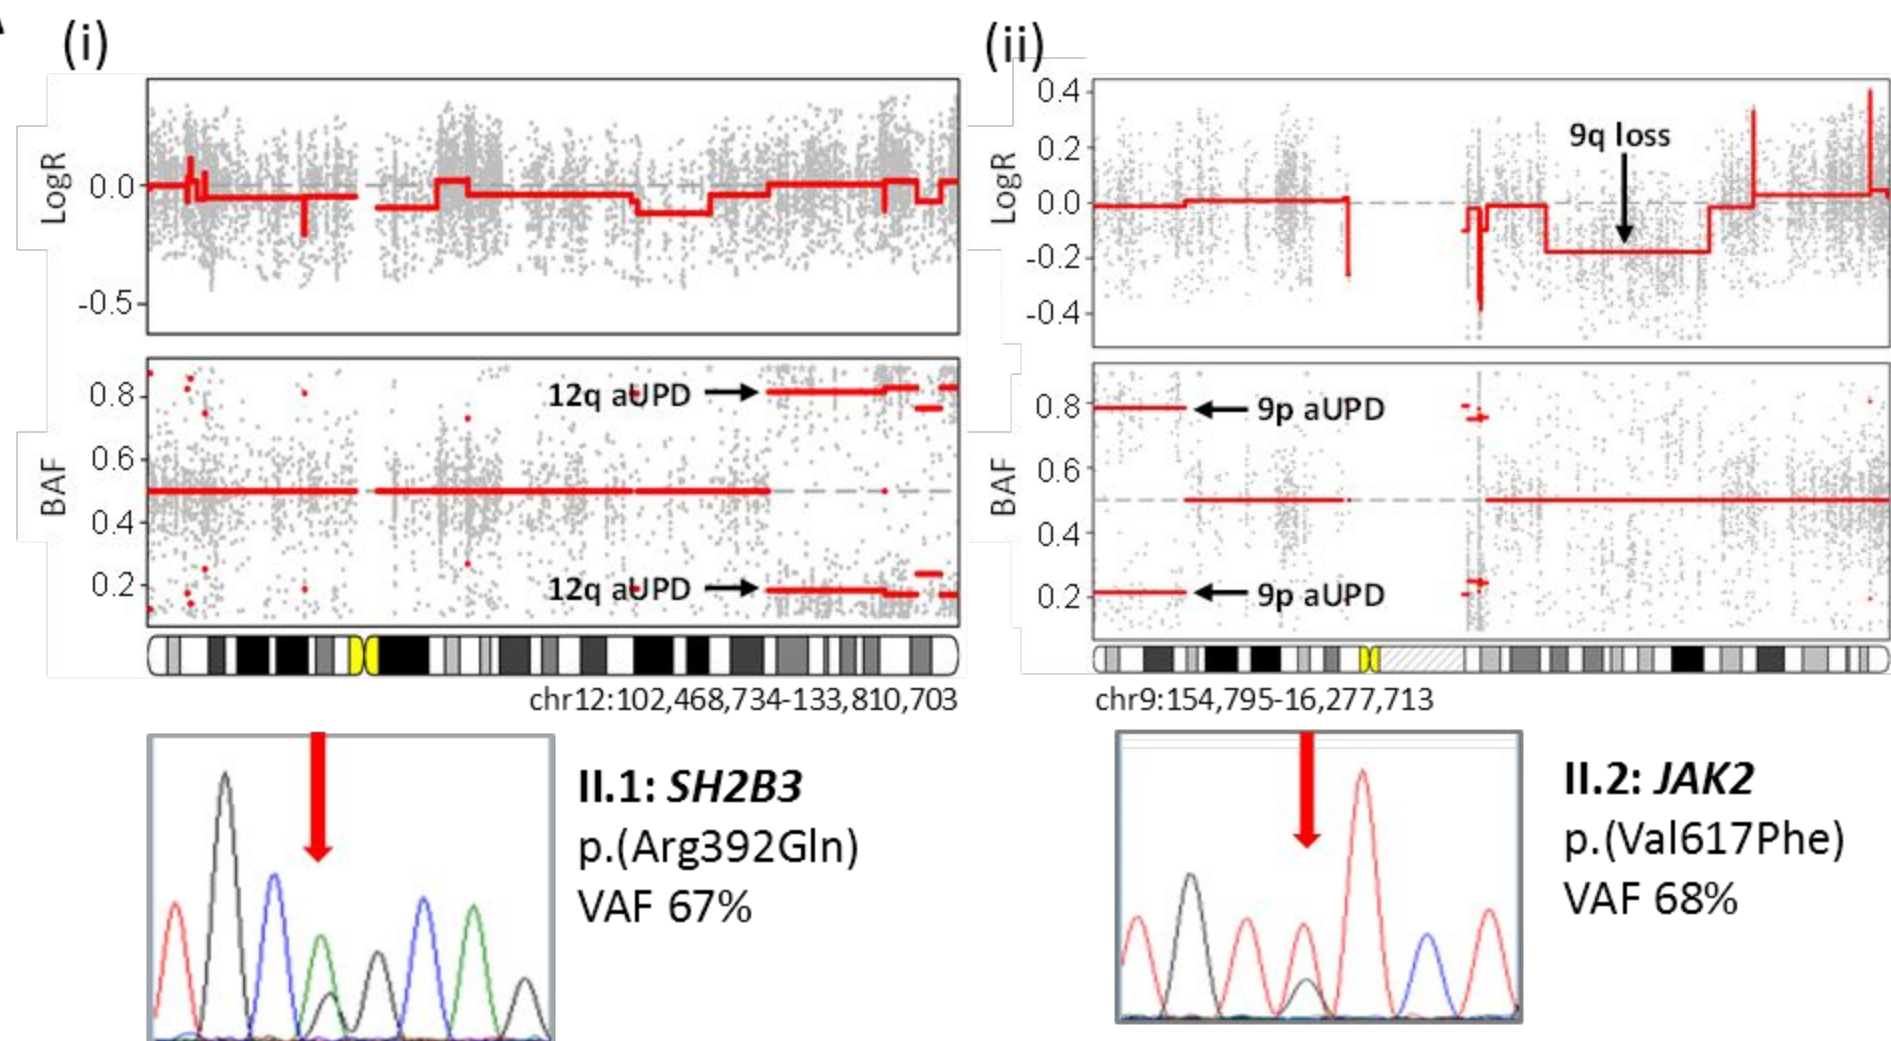 (i)
LogR
0.0
-0.5
BAF
0.8
0.6
0.4
0.2
12q aUPD
12q aUPD
chr12:102,468,734-133,810,703
II.1: SH2B3
p.(Arg392Gln)
VAF 67%
(ii)
LogR
0.4
0.2
0.0
-0.2
-0.4
9q loss
BAF
0.8
0.6
0.4
0.2
9p aUPD
9p aUPD
chr9:154,795-16,277,713
II.2: JAK2
p.(Val617Phe)
VAF 68%